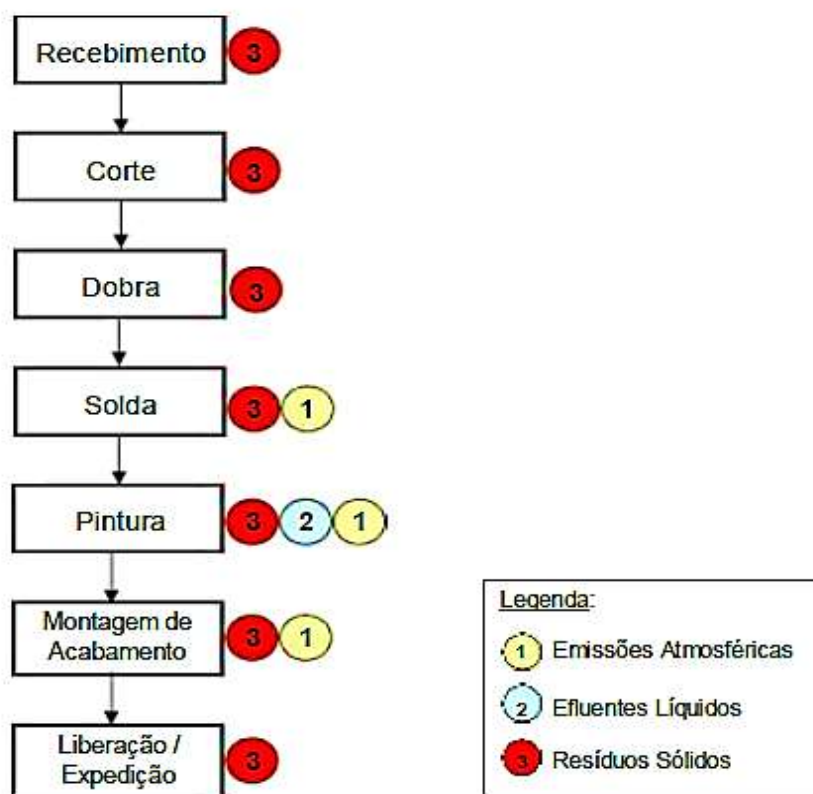 Recebimento 3
Corte 3
Dobra 3
Solda 3 1
Pintura 3 2 1
Montagem de
Acabamento 3 1
Liberação /
Expedição 3
Legenda:
1 Emissões Atmosféricas
2 Efluentes Líquidos
3 Resíduos Sólidos